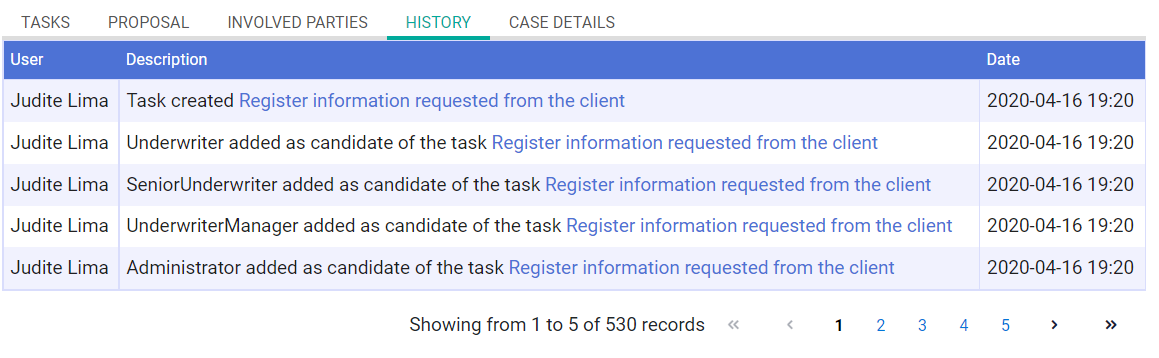 TASKS PROPOSAL INVOLVED PARTIES HISTORY CASE DETAILS
User Description Date
Judite Lima Task created Register information requested from the client 2020-04-16 19:20
Judite Lima Underwriter added as candidate of the task Register information requested from the client 2020-04-16 19:20
Judite Lima SeniorUnderwriter added as candidate of the task Register information requested from the client 2020-04-16 19:20
Judite Lima UnderwriterManager added as candidate of the task Register information requested from the client 2020-04-16 19:20
Judite Lima Administrator added as candidate of the task Register information requested from the client 2020-04-16 19:20
Showing from 1 to 5 of 530 records « ‹ 1 2 3 4 5 › »